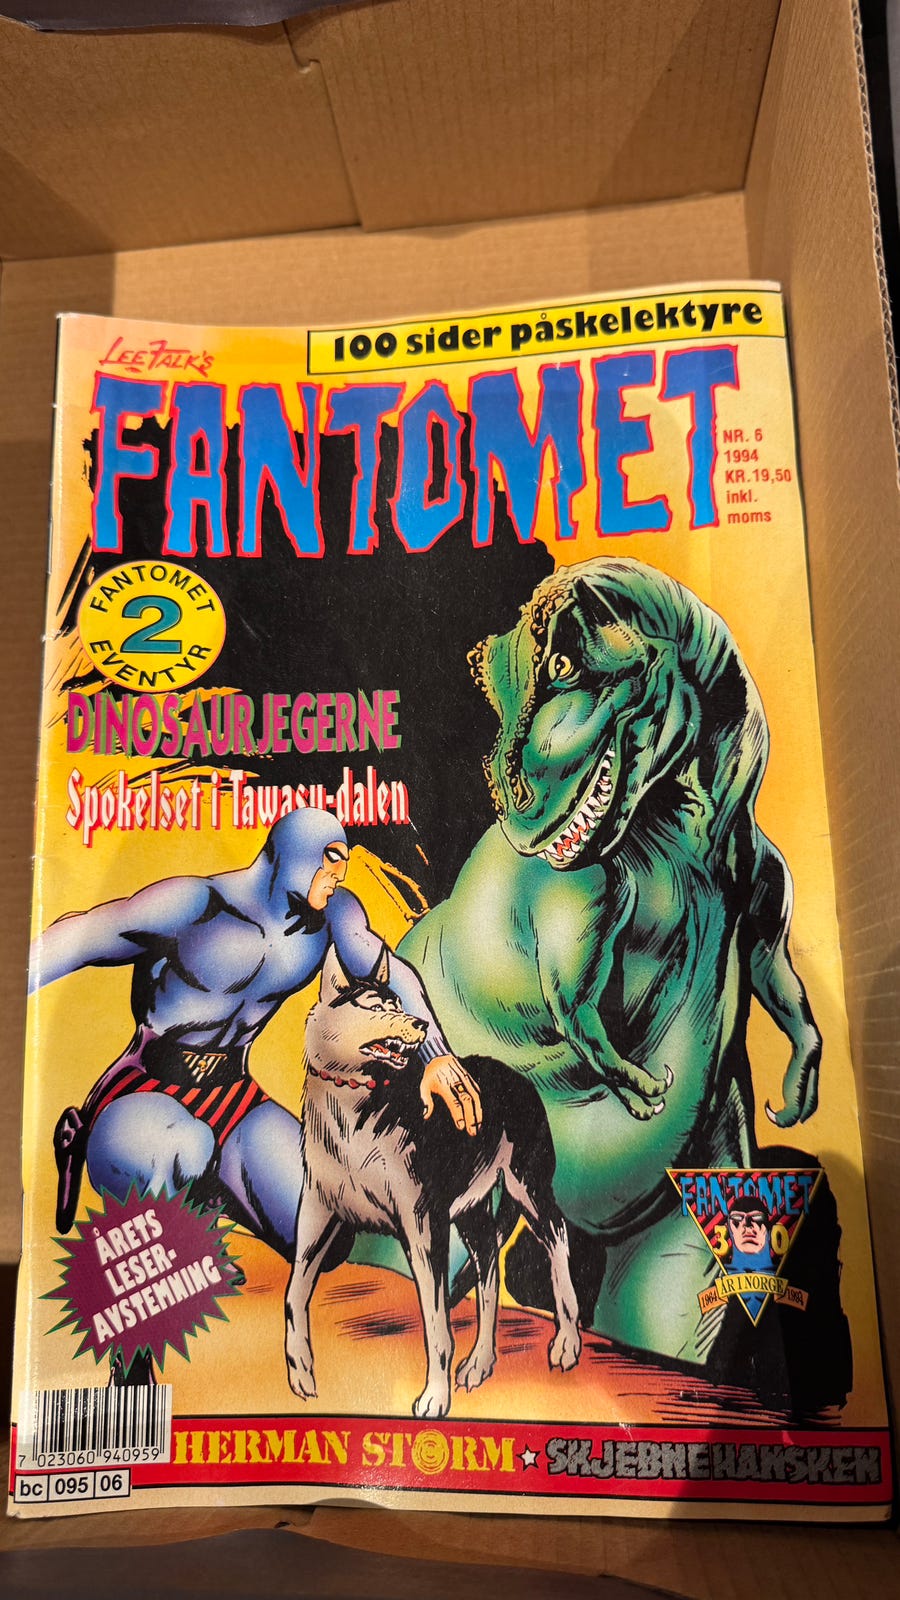 100 sider påskelektyre
LEE FALK'S
FANTOMET
NR. 6
1994
KR.19,50
inkl.
moms
FANTOMET
2
EVENTYR
DINOSAURJEGERNE
Spøkelset i Tawasu-dalen
ÅRETS
LESER-
AVSTEMNING
FANTOMET
30
ÅR I NORGE
1964 1994
7 023060 940959
bc 095 06
HERMAN STORM ★ SKJEBNEHANSKEN